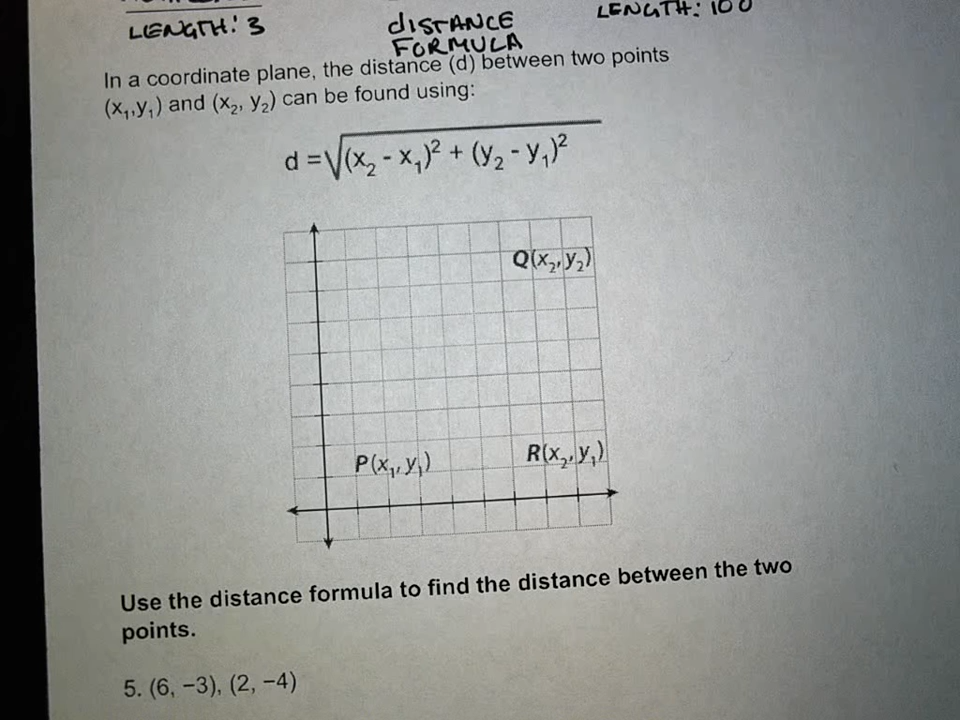 LENGTH: 3
DISTANCE FORMULA
LENGTH: 100
In a coordinate plane, the distance (d) between two points
(x₁,y₁) and (x₂, y₂) can be found using:
d = √(x₂ - x₁)² + (y₂ - y₁)²
Q(x₂, y₂)
P(x₁, y₁)
R(x₂, y₁)
Use the distance formula to find the distance between the two
points.
5. (6, −3), (2, −4)